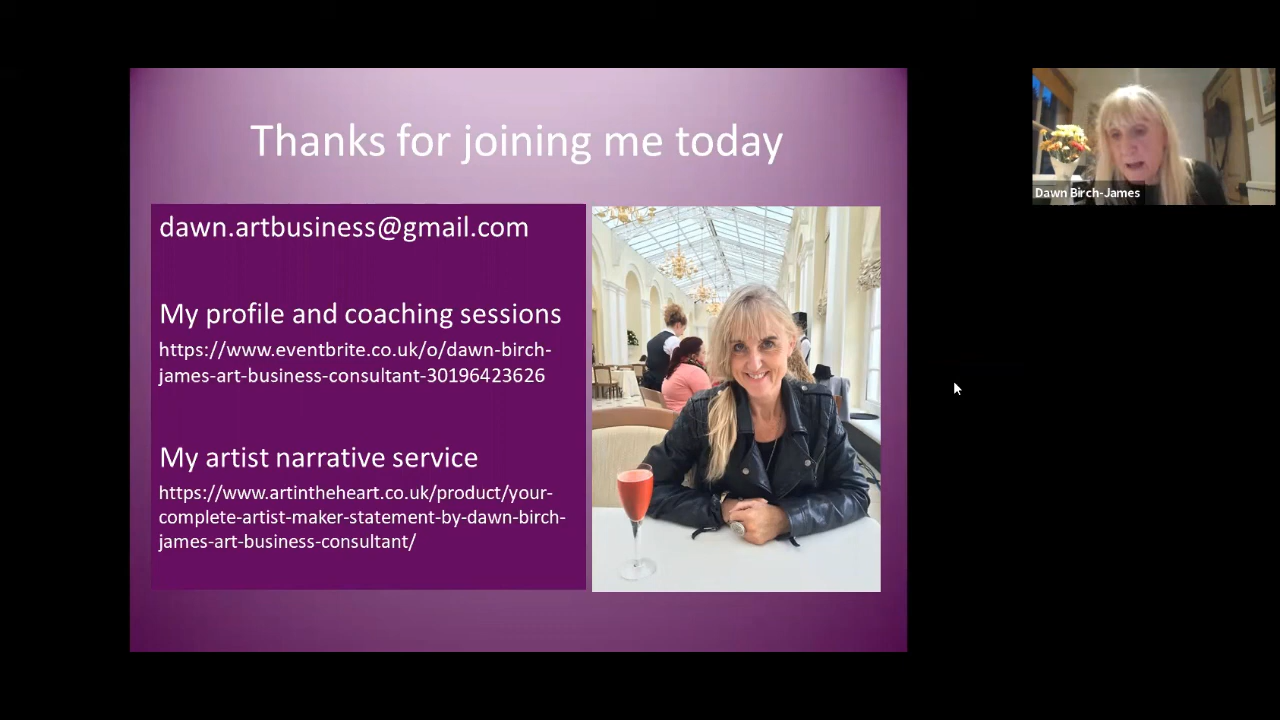 Thanks for joining me today
dawn.artbusiness@gmail.com
My profile and coaching sessions
https://www.eventbrite.co.uk/o/dawn-birch-
james-art-business-consultant-30196423626
My artist narrative service
https://www.artintheheart.co.uk/product/your-
complete-artist-maker-statement-by-dawn-birch-
james-art-business-consultant/
Dawn Birch-James